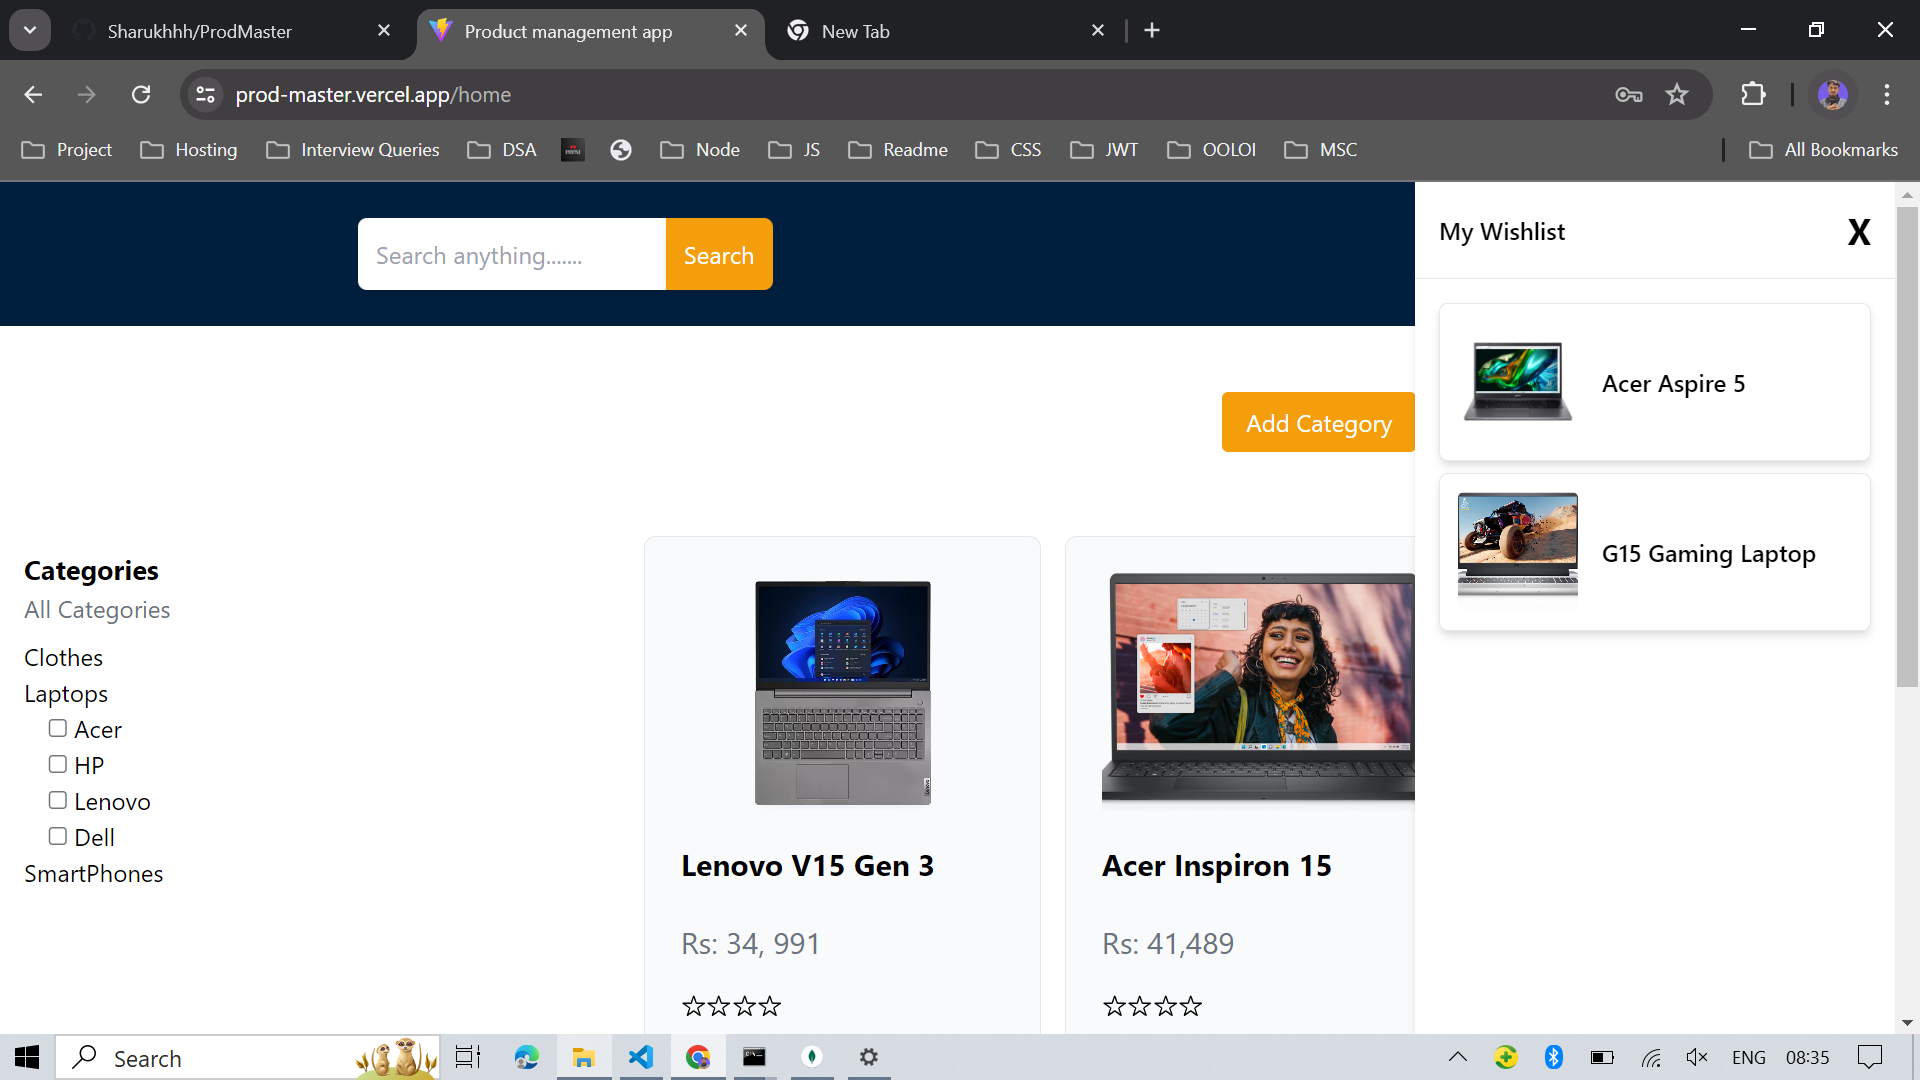 Sharukhhh/ProdMaster
Product management app
New Tab
prod-master.vercel.app/home
Project
Hosting
Interview Queries
DSA
Node
JS
Readme
CSS
JWT
OOLOI
MSC
All Bookmarks
Search anything.......
Search
My Wishlist
X
Acer Aspire 5
G15 Gaming Laptop
Add Category
Categories
All Categories
Clothes
Laptops
Acer
HP
Lenovo
Dell
SmartPhones
Lenovo V15 Gen 3
Rs: 34, 991
☆☆☆☆
Acer Inspiron 15
Rs: 41,489
☆☆☆☆
Search
ENG
08:35